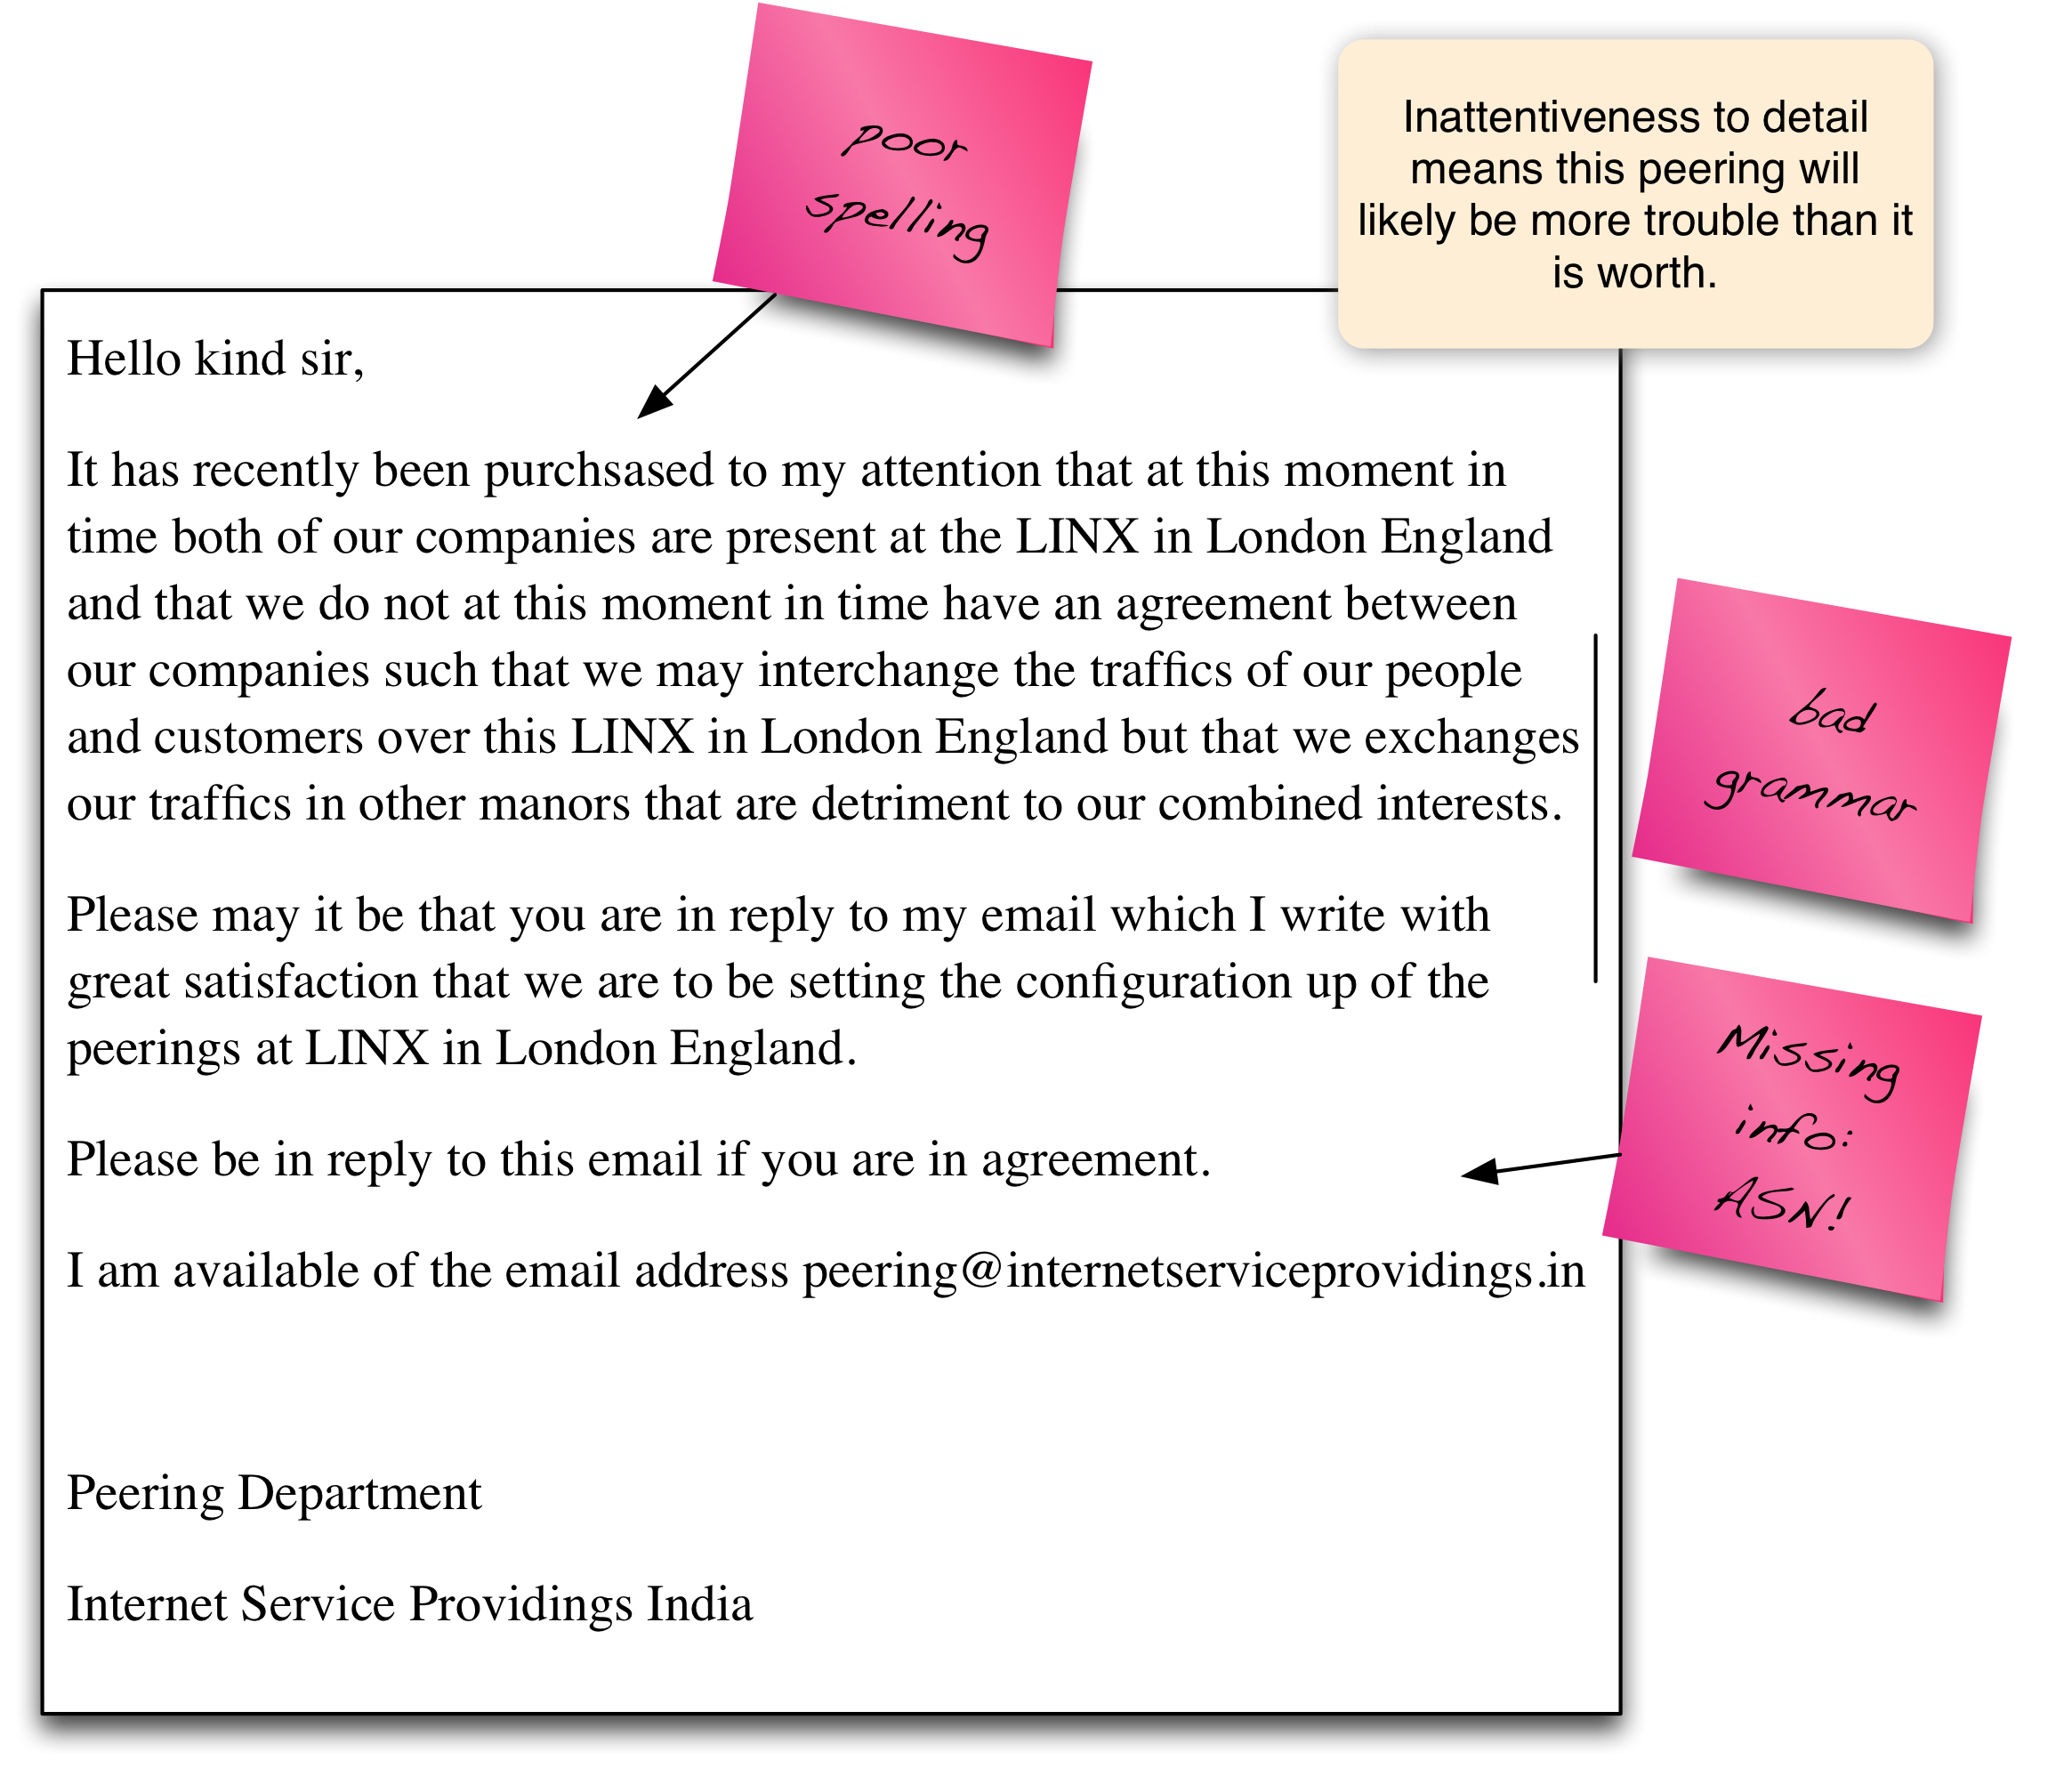 poor
spelling
Inattentiveness to detail
means this peering will
likely be more trouble than it
is worth.
Hello kind sir,
It has recently been purchsased to my attention that at this moment in
time both of our companies are present at the LINX in London England
and that we do not at this moment in time have an agreement between
our companies such that we may interchange the traffics of our people
and customers over this LINX in London England but that we exchanges
our traffics in other manors that are detriment to our combined interests.
bad
grammar
Please may it be that you are in reply to my email which I write with
great satisfaction that we are to be setting the configuration up of the
peerings at LINX in London England.
Missing
info:
ASN!
Please be in reply to this email if you are in agreement.
I am available of the email address peering@internetserviceprovidings.in
Peering Department
Internet Service Providings India